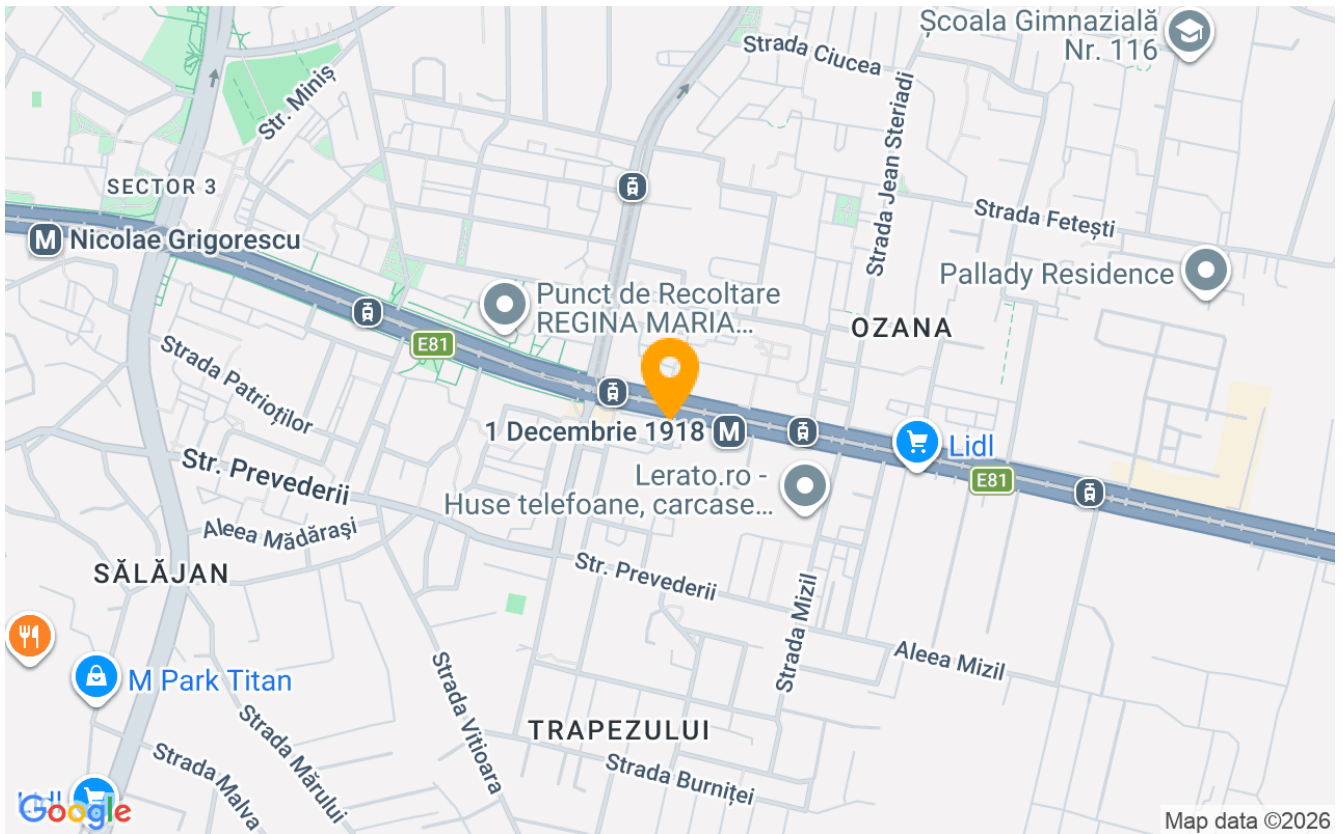 Școala Gimnazială
Nr. 116
Strada Ciucea
Str. Miniș
Strada Jean Steriadi
SECTOR 3
Strada Fetești
M Nicolae Grigorescu
Pallady Residence
Punct de Recoltare
REGINA MARIA...
OZANA
E81
Strada Patrioților
1 Decembrie 1918 M
Lidl
E81
Str. Prevederii
Lerato.ro -
Huse telefoane, carcase...
Aleea Mădărași
SĂLĂJAN
Str. Prevederii
Strada Mizil
Aleea Mizil
M Park Titan
Strada Vitioara
TRAPEZULUI
Strada Mărului
Strada Malva
Strada Burniței
Lidl
Google
Map data ©2026